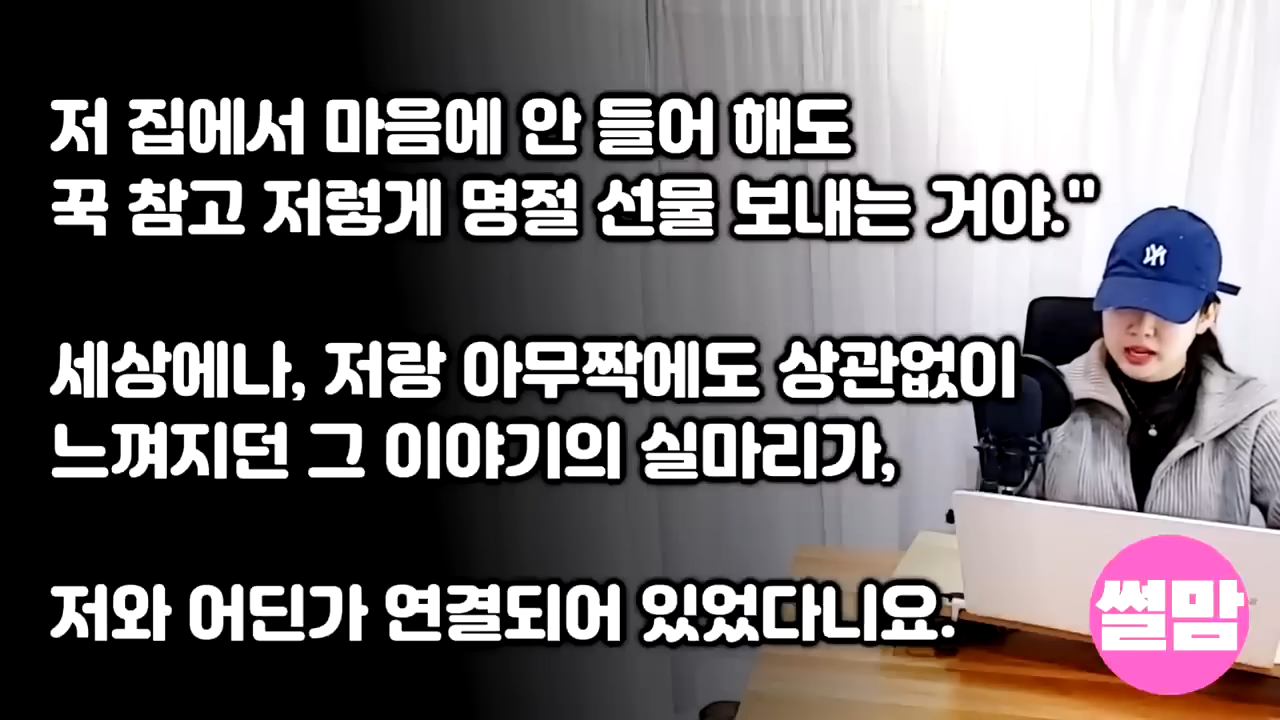 저 집에서 마음에 안 들어 해도
꾹 참고 저렇게 명절 선물 보내는 거야."
세상에나, 저랑 아무짝에도 상관없이
느껴지던 그 이야기의 실마리가,
저와 어딘가 연결되어 있었다니요.
썰맘
NY